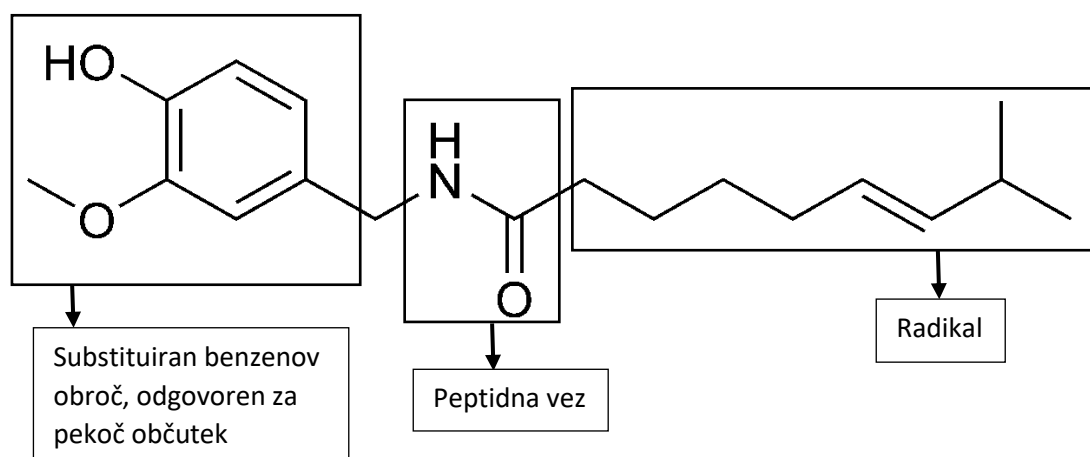 HO
O
H
N
O
Substituiran benzenov
obroč, odgovoren za
pekoč občutek
Peptidna vez
Radikal